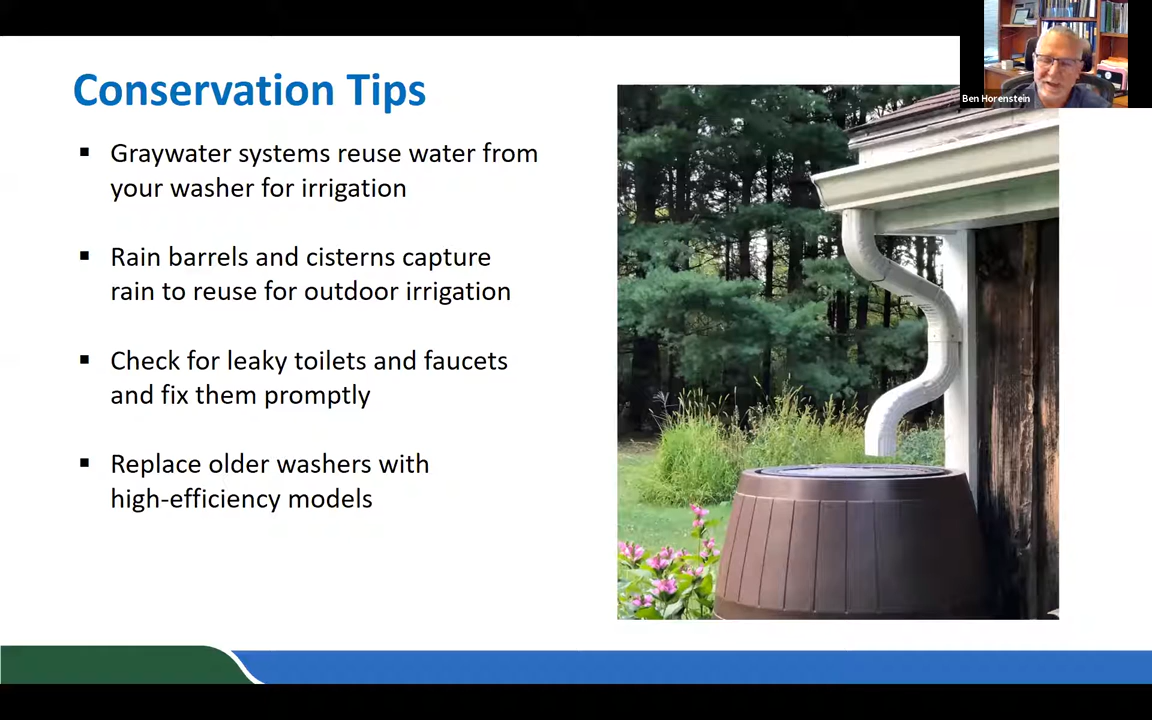 Conservation Tips
Ben Horenstein
▪ Graywater systems reuse water from
your washer for irrigation
▪ Rain barrels and cisterns capture
rain to reuse for outdoor irrigation
▪ Check for leaky toilets and faucets
and fix them promptly
▪ Replace older washers with
high-efficiency models